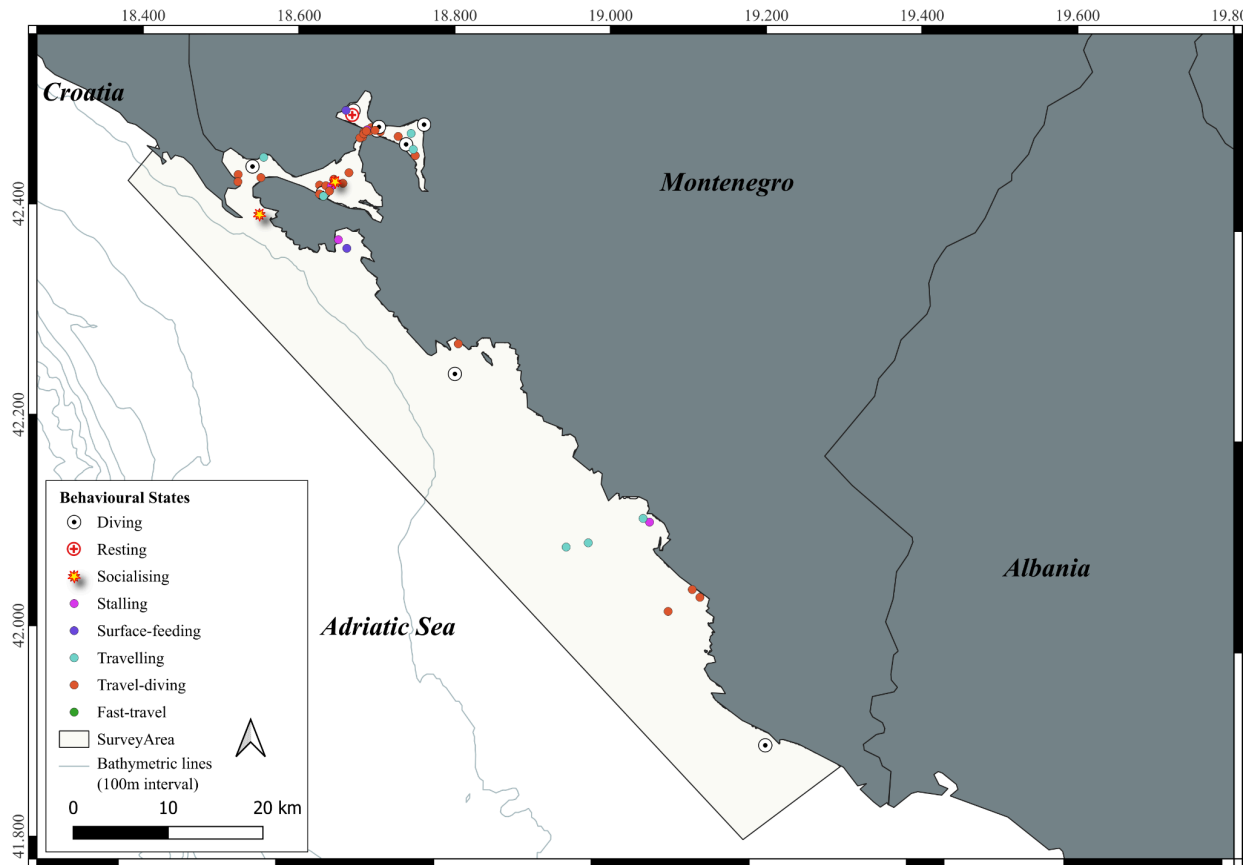 18.400 18.600 18.800 19.000 19.200 19.400 19.600 19.80
Croatia
Montenegro
42.400
42.200
Behavioural States
Diving
Resting
Socialising
Stalling
Surface-feeding
Travelling
Travel-diving
Fast-travel
SurveyArea
Bathymetric lines
(100m interval)
0 10 20 km
Albania
Adriatic Sea
42.000
41.800